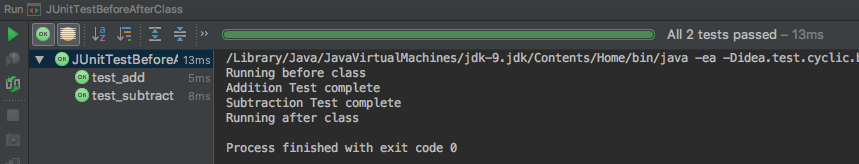 Run JUnitTestBeforeAfterClass
All 2 tests passed – 13ms
JUnitTestBeforeA 13ms
OK test_add 5ms
OK test_subtract 8ms
/Library/Java/JavaVirtualMachines/jdk-9.jdk/Contents/Home/bin/java -ea -Didea.test.cyclic.b
Running before class
Addition Test complete
Subtraction Test complete
Running after class
Process finished with exit code 0